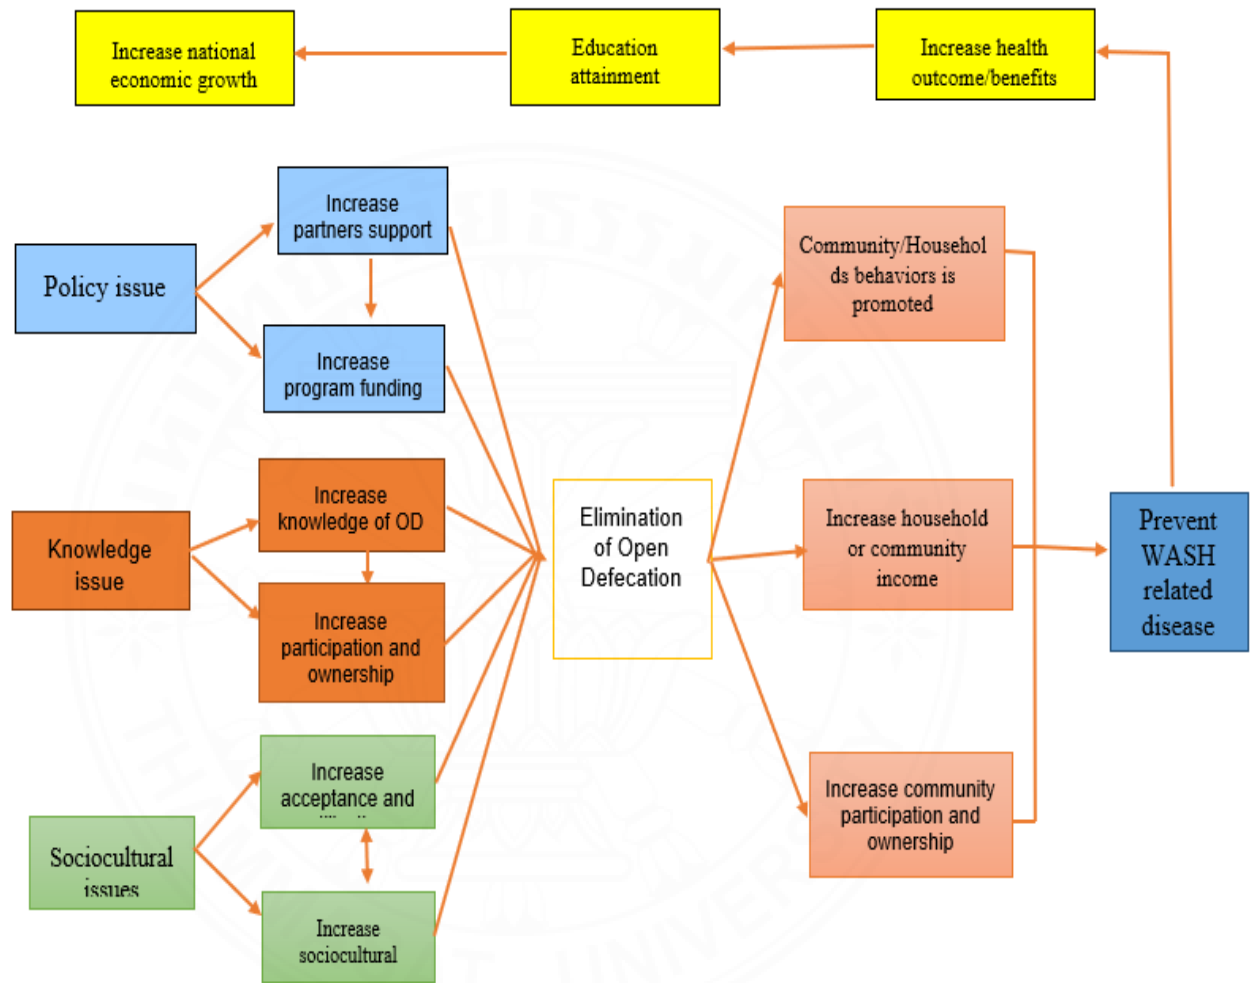 Increase national
economic growth
Education
attainment
Increase health
outcome/benefits
Increase
partners support
Policy issue
Increase
program funding
Increase
knowledge of OD
Knowledge
issue
Increase
participation and
ownership
Increase
acceptance and
Sociocultural
issues
Increase
sociocultural
Elimination
of Open
Defecation
Community/Househol
ds behaviors is
promoted
Increase household
or community
income
Increase community
participation and
ownership
Prevent
WASH
related
disease